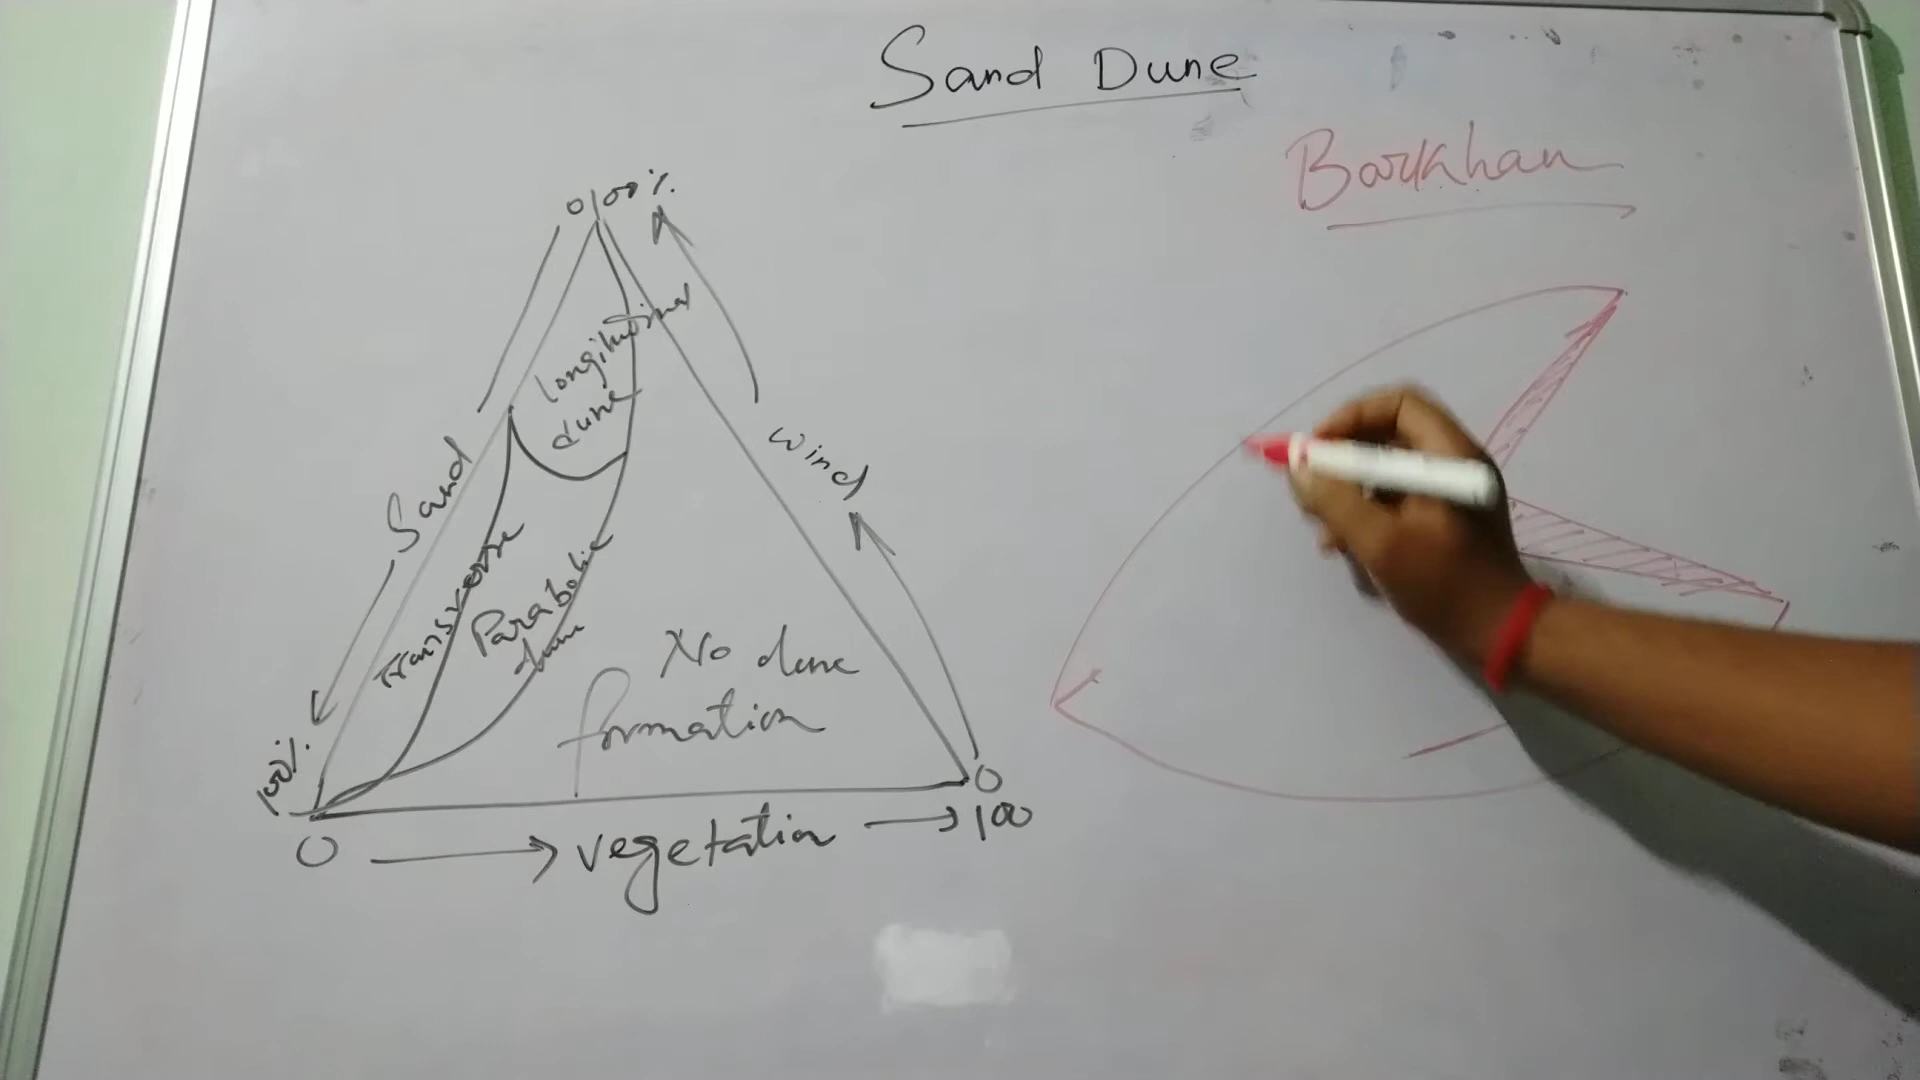 Sand Dune
Barkhan
0/100%
Longitudinal
dune
Sand
Wind
Transverse
Parabolic
dune
No dune
formation
100%
0
0
→ vegetation → 100